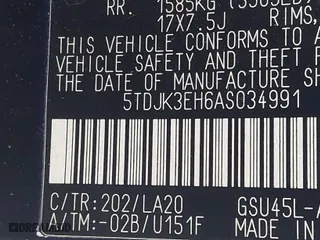 RR. 1585KG (3505LB)
17X7.5J RIMS,
THIS VEHICLE CONFORMS TO A
VEHICLE SAFETY AND THEFT P
THE DATE OF MANUFACTURE SH
5TDJK3EH6AS034991
C/TR:202/LA20 GSU45L-A
A/TM:-02B/U151F MADE IN